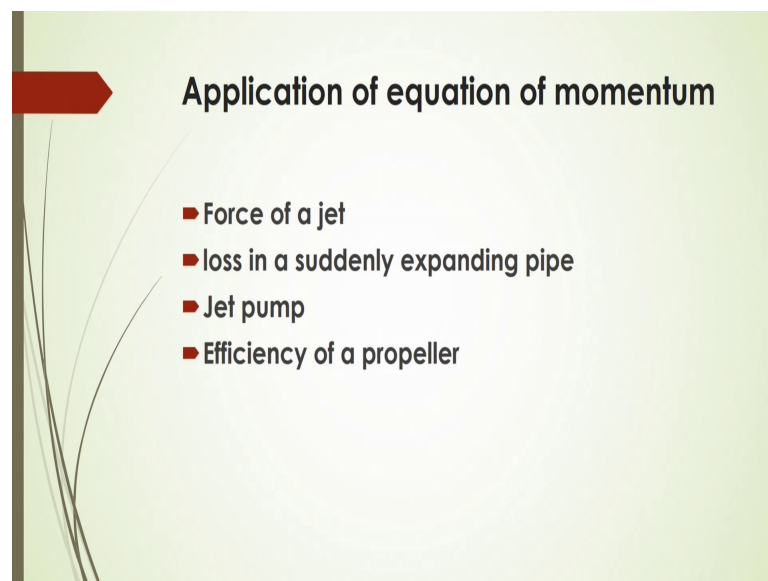 Application of equation of momentum
Force of a jet
loss in a suddenly expanding pipe
Jet pump
Efficiency of a propeller